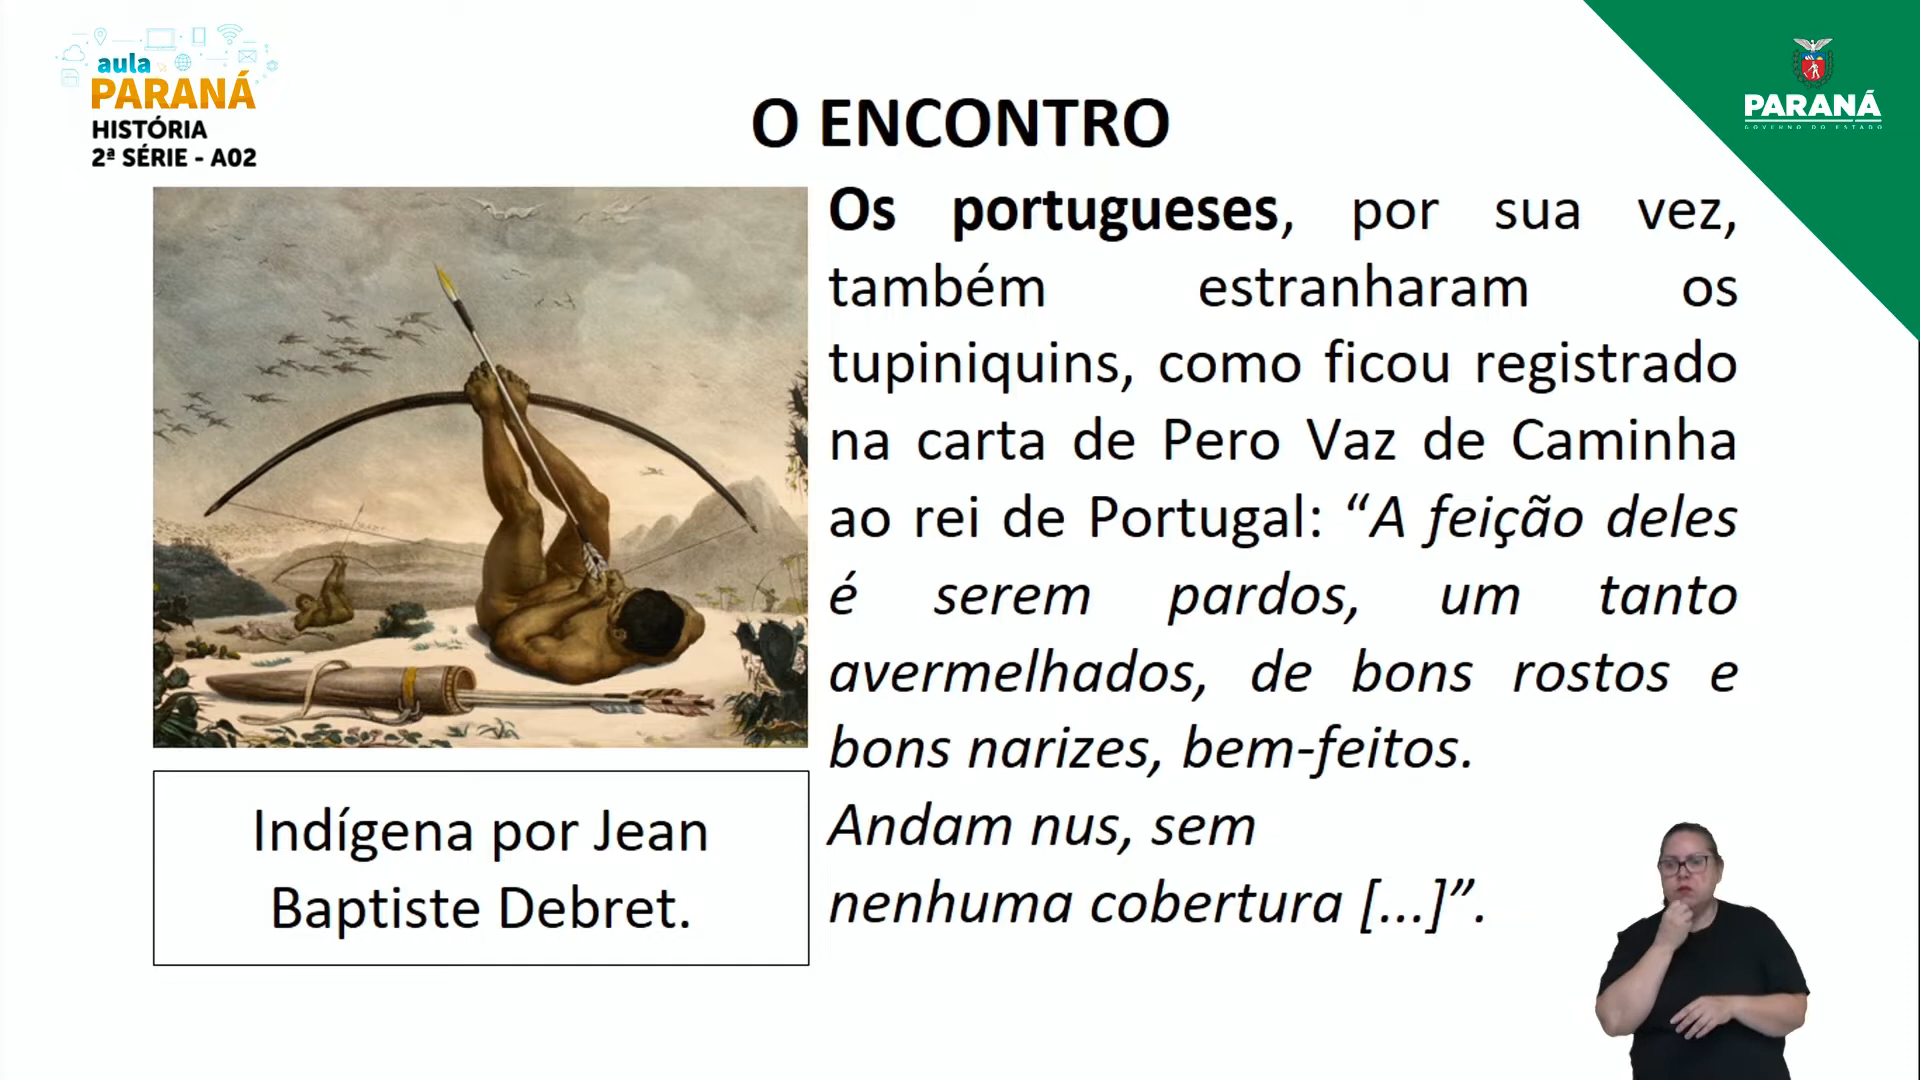 aula
PARANÁ
HISTÓRIA
2ª SÉRIE - A02
PARANÁ
GOVERNO DO ESTADO
O ENCONTRO
Os portugueses, por sua vez,
também estranharam os
tupiniquins, como ficou registrado
na carta de Pero Vaz de Caminha
ao rei de Portugal: “A feição deles
é serem pardos, um tanto
avermelhados, de bons rostos e
bons narizes, bem-feitos.
Andam nus, sem
nenhuma cobertura [...]”.
Indígena por Jean
Baptiste Debret.